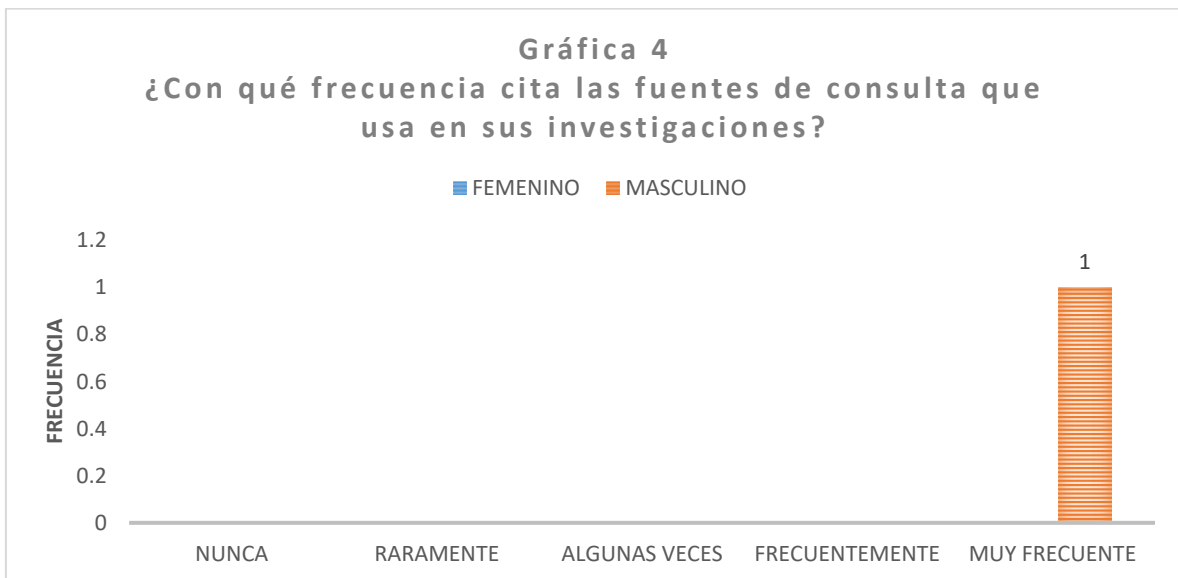 Gráfica 4
¿Con qué frecuencia cita las fuentes de consulta que
usa en sus investigaciones?
FEMENINO MASCULINO
1.2
1
0.8
0.6
0.4
0.2
0
FRECUENCIA
1
NUNCA RARAMENTE ALGUNAS VECES FRECUENTEMENTE MUY FRECUENTE